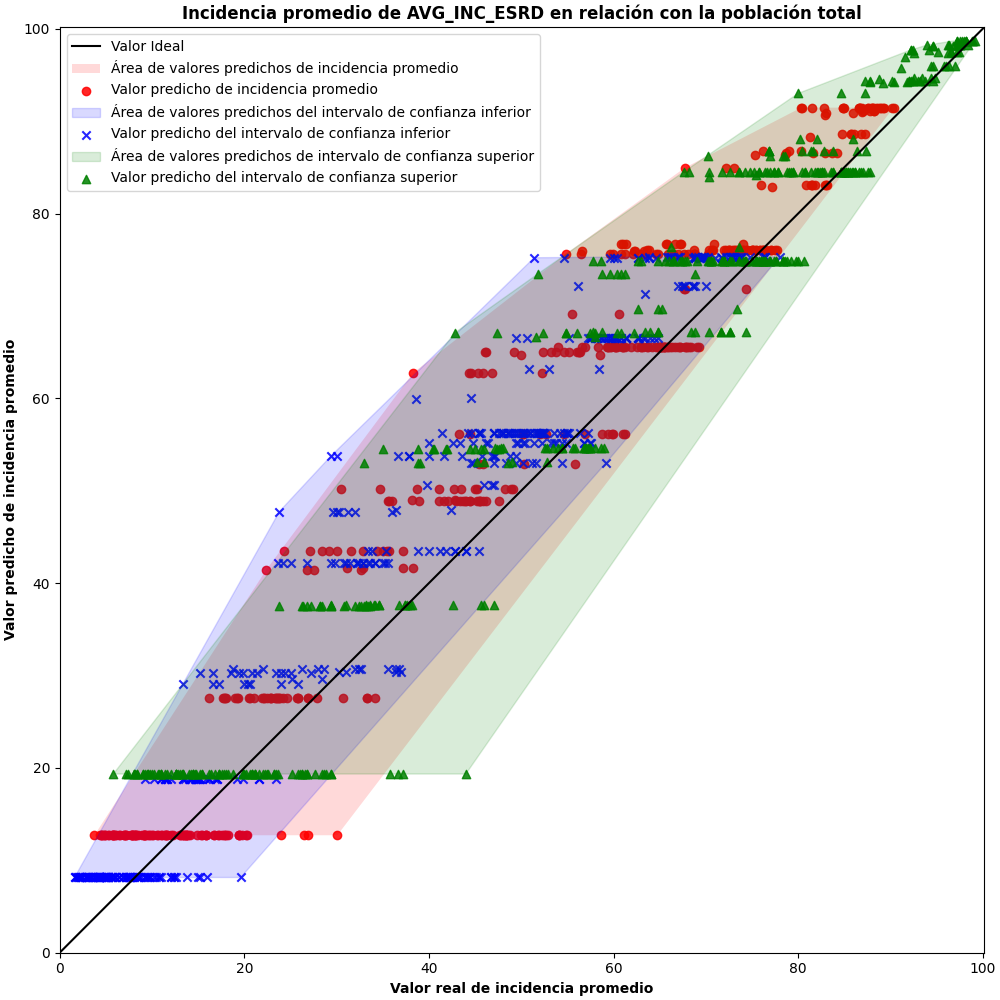 Incidencia promedio de AVG_INC_ESRD en relación con la población total
Valor Ideal
Área de valores predichos de incidencia promedio
Valor predicho de incidencia promedio
Área de valores predichos del intervalo de confianza inferior
Valor predicho del intervalo de confianza inferior
Área de valores predichos de intervalo de confianza superior
Valor predicho del intervalo de confianza superior
Valor predicho de incidencia promedio
100
80
60
40
20
0
0
20
40
60
80
100
Valor real de incidencia promedio